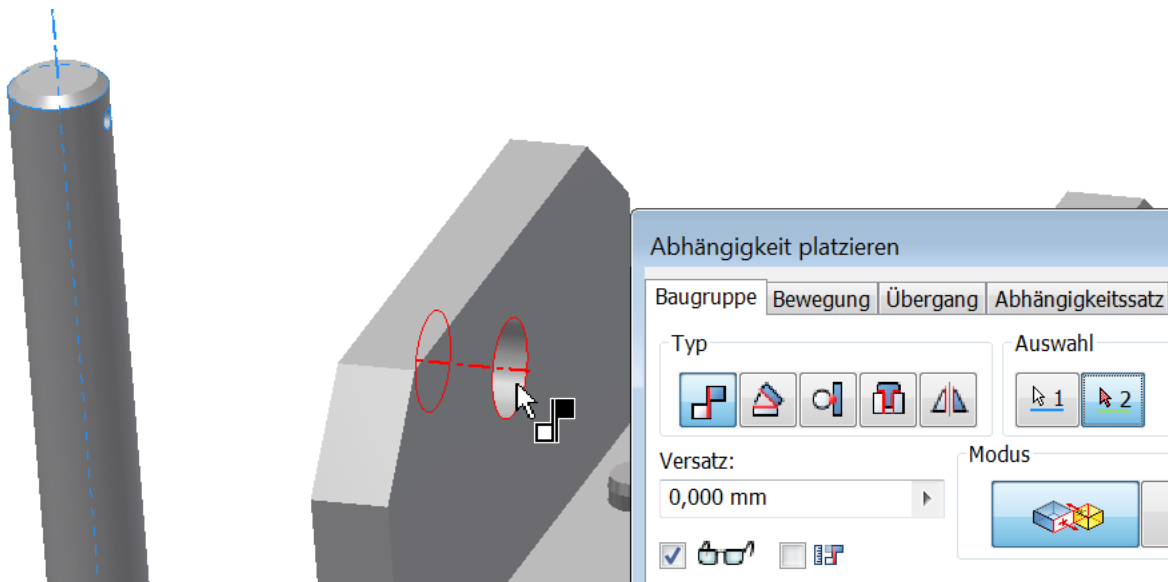 Abhängigkeit platzieren
Baugruppe Bewegung Übergang Abhängigkeitssatz
Typ
Auswahl
1 2
Versatz:
Modus
0,000 mm